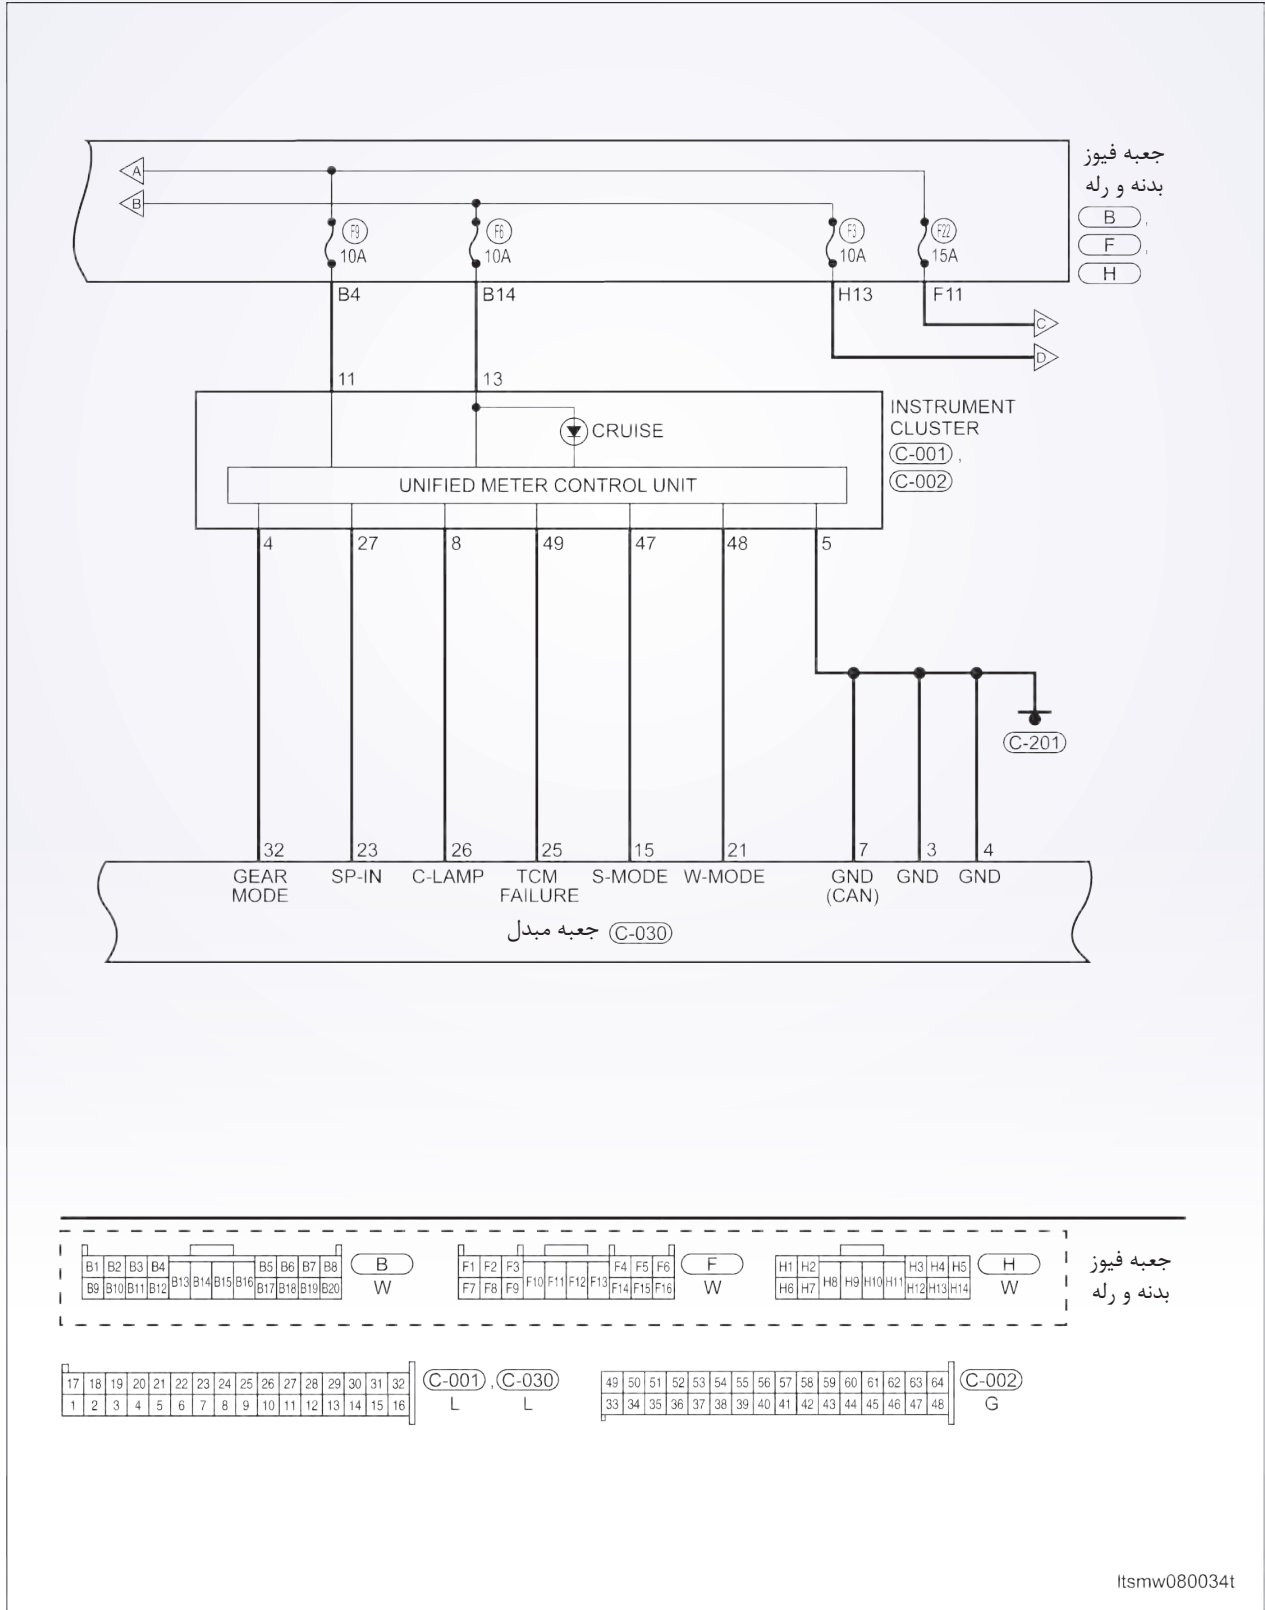 جعبه فیوز
بدنه و رله
B ,
F ,
H
A
B
F9
10A
F6
10A
F3
10A
F22
15A
B4
B14
H13
F11
C
D
11
13
INSTRUMENT
CLUSTER
C-001 ,
C-002
CRUISE
UNIFIED METER CONTROL UNIT
4 27 8 49 47 48 5
C-201
32 23 26 25 15 21 7 3 4
GEAR
MODE
SP-IN
C-LAMP
TCM
FAILURE
S-MODE
W-MODE
GND
(CAN)
GND
GND
جعبه مبدل C-030
B1 B2 B3 B4 B5 B6 B7 B8
B13 B14 B15 B16
B9 B10 B11 B12 B17 B18 B19 B20
B
W
F1 F2 F3 F4 F5 F6
F10 F11 F12 F13
F7 F8 F9 F14 F15 F16
F
W
H1 H2 H3 H4 H5
H8 H9 H10 H11
H6 H7 H12 H13 H14
H
W
جعبه فیوز
بدنه و رله
17 18 19 20 21 22 23 24 25 26 27 28 29 30 31 32
1 2 3 4 5 6 7 8 9 10 11 12 13 14 15 16
C-001 , C-030
L L
49 50 51 52 53 54 55 56 57 58 59 60 61 62 63 64
33 34 35 36 37 38 39 40 41 42 43 44 45 46 47 48
C-002
G
ltsmw080034t